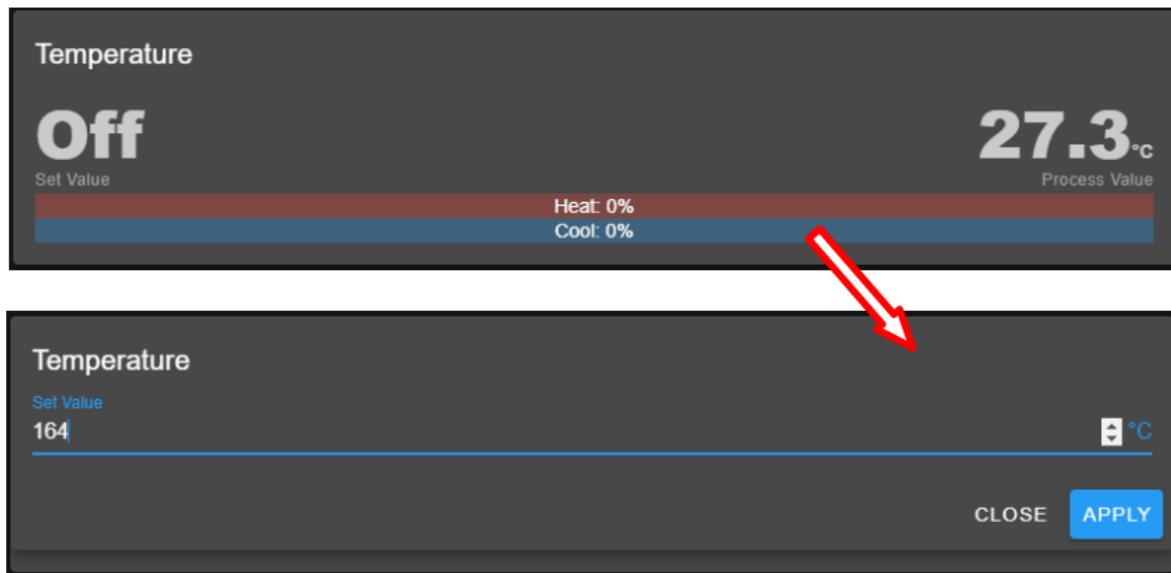 Temperature
Off 27.3 °C
Set Value Process Value
Heat: 0%
Cool: 0%
Temperature
Set Value
164 °C
CLOSE APPLY